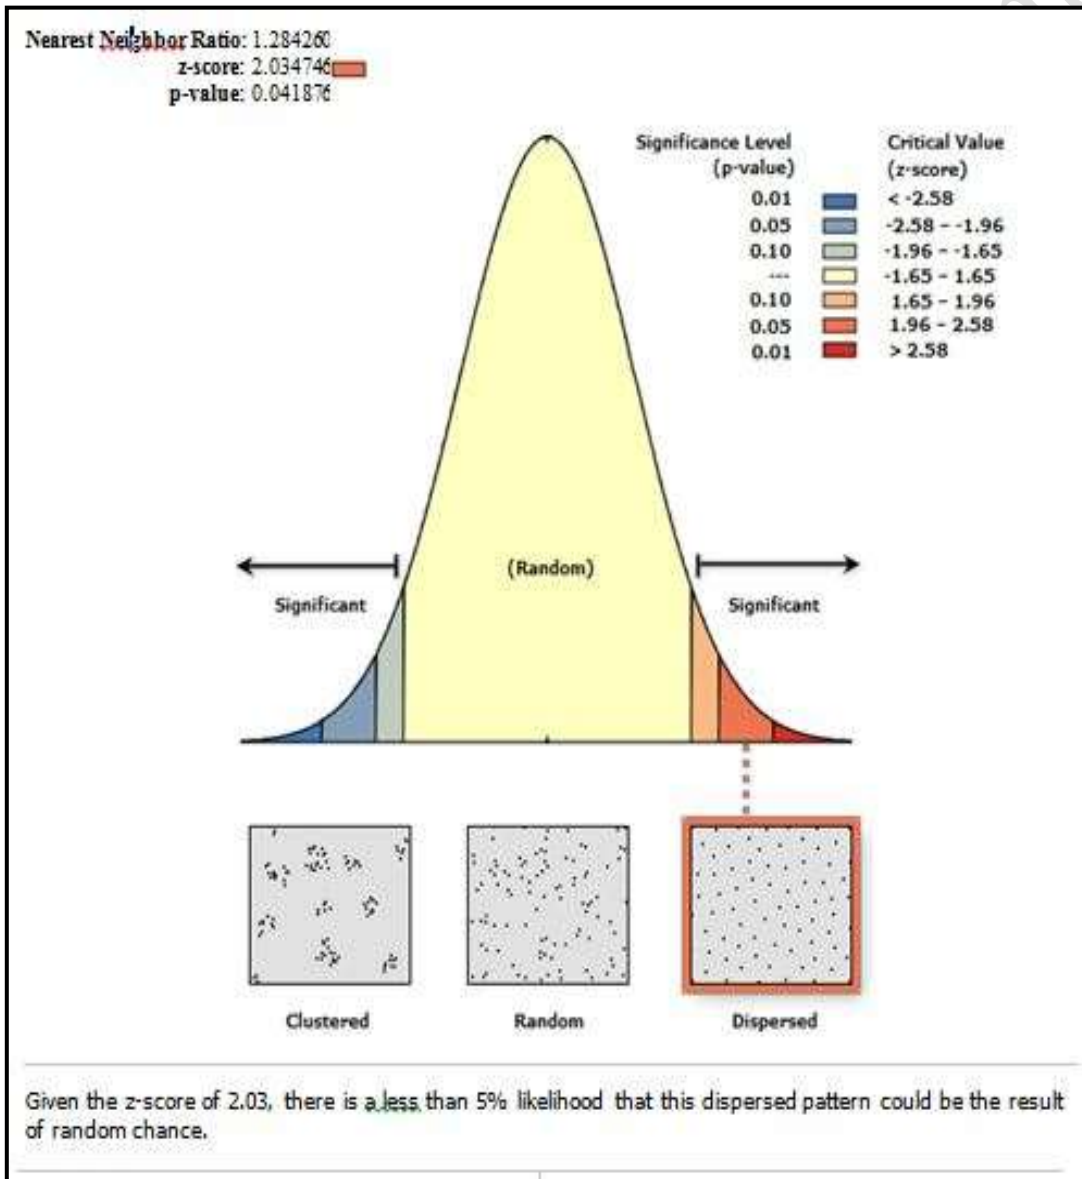 Nearest Neighbor Ratio: 1.284260
z-score: 2.034746
p-value: 0.041876
Significance Level Critical Value
(p-value) (z-score)
0.01 < -2.58
0.05 -2.58 - -1.96
0.10 -1.96 - -1.65
--- -1.65 - 1.65
0.10 1.65 - 1.96
0.05 1.96 - 2.58
0.01 > 2.58
(Random)
Significant Significant
Clustered Random Dispersed
Given the z-score of 2.03, there is a less than 5% likelihood that this dispersed pattern could be the result
of random chance.